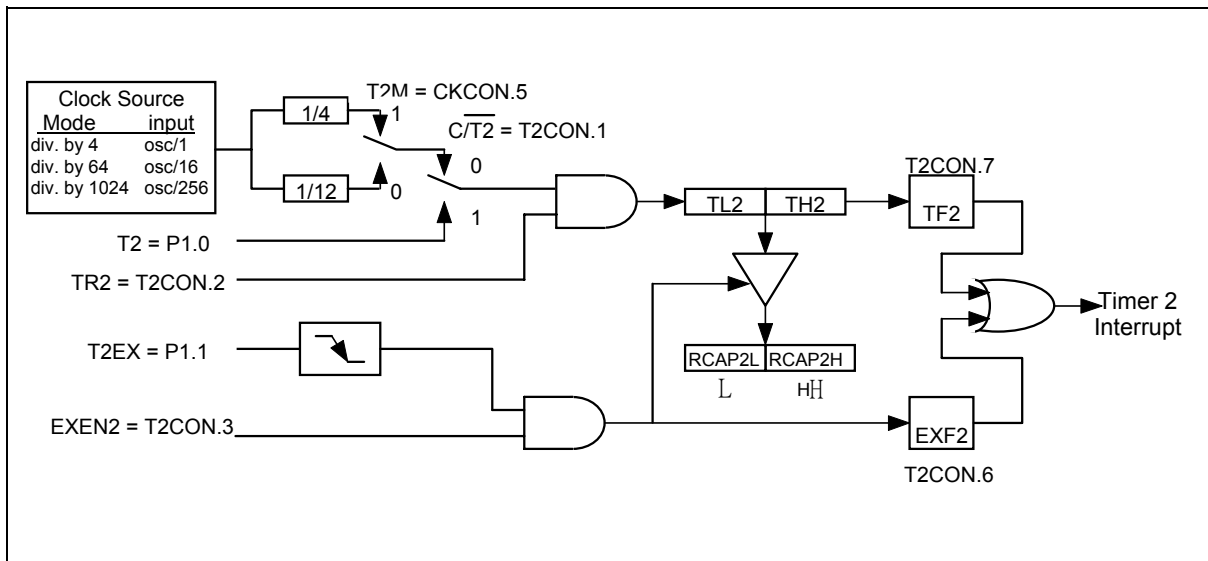 Clock Source
Mode input
div. by 4 osc/1
div. by 64 osc/16
div. by 1024 osc/256
1/4
1/12
T2M = CKCON.5
1
0
C/T2 = T2CON.1
0
1
T2 = P1.0
TR2 = T2CON.2
T2EX = P1.1
EXEN2 = T2CON.3
TL2 TH2
RCAP2L RCAP2H
L HH
T2CON.7
TF2
EXF2
T2CON.6
Timer 2
Interrupt